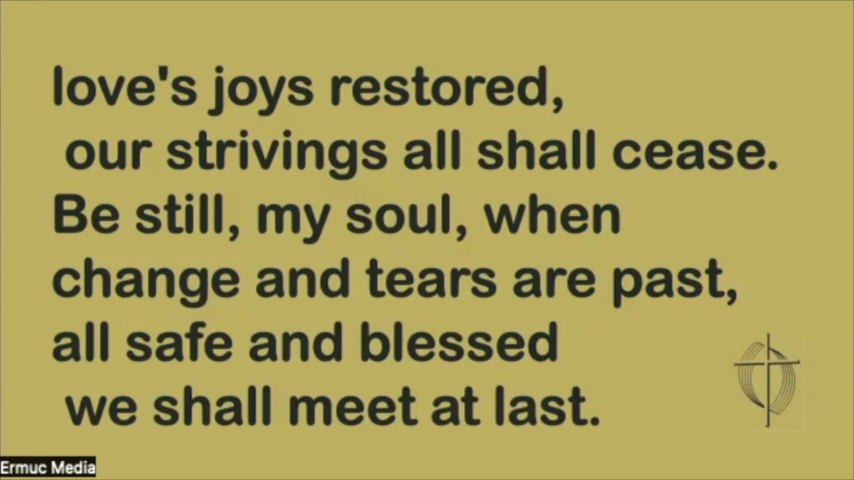 love's joys restored,
our strivings all shall cease.
Be still, my soul, when
change and tears are past,
all safe and blessed
we shall meet at last.
Ermuc Media